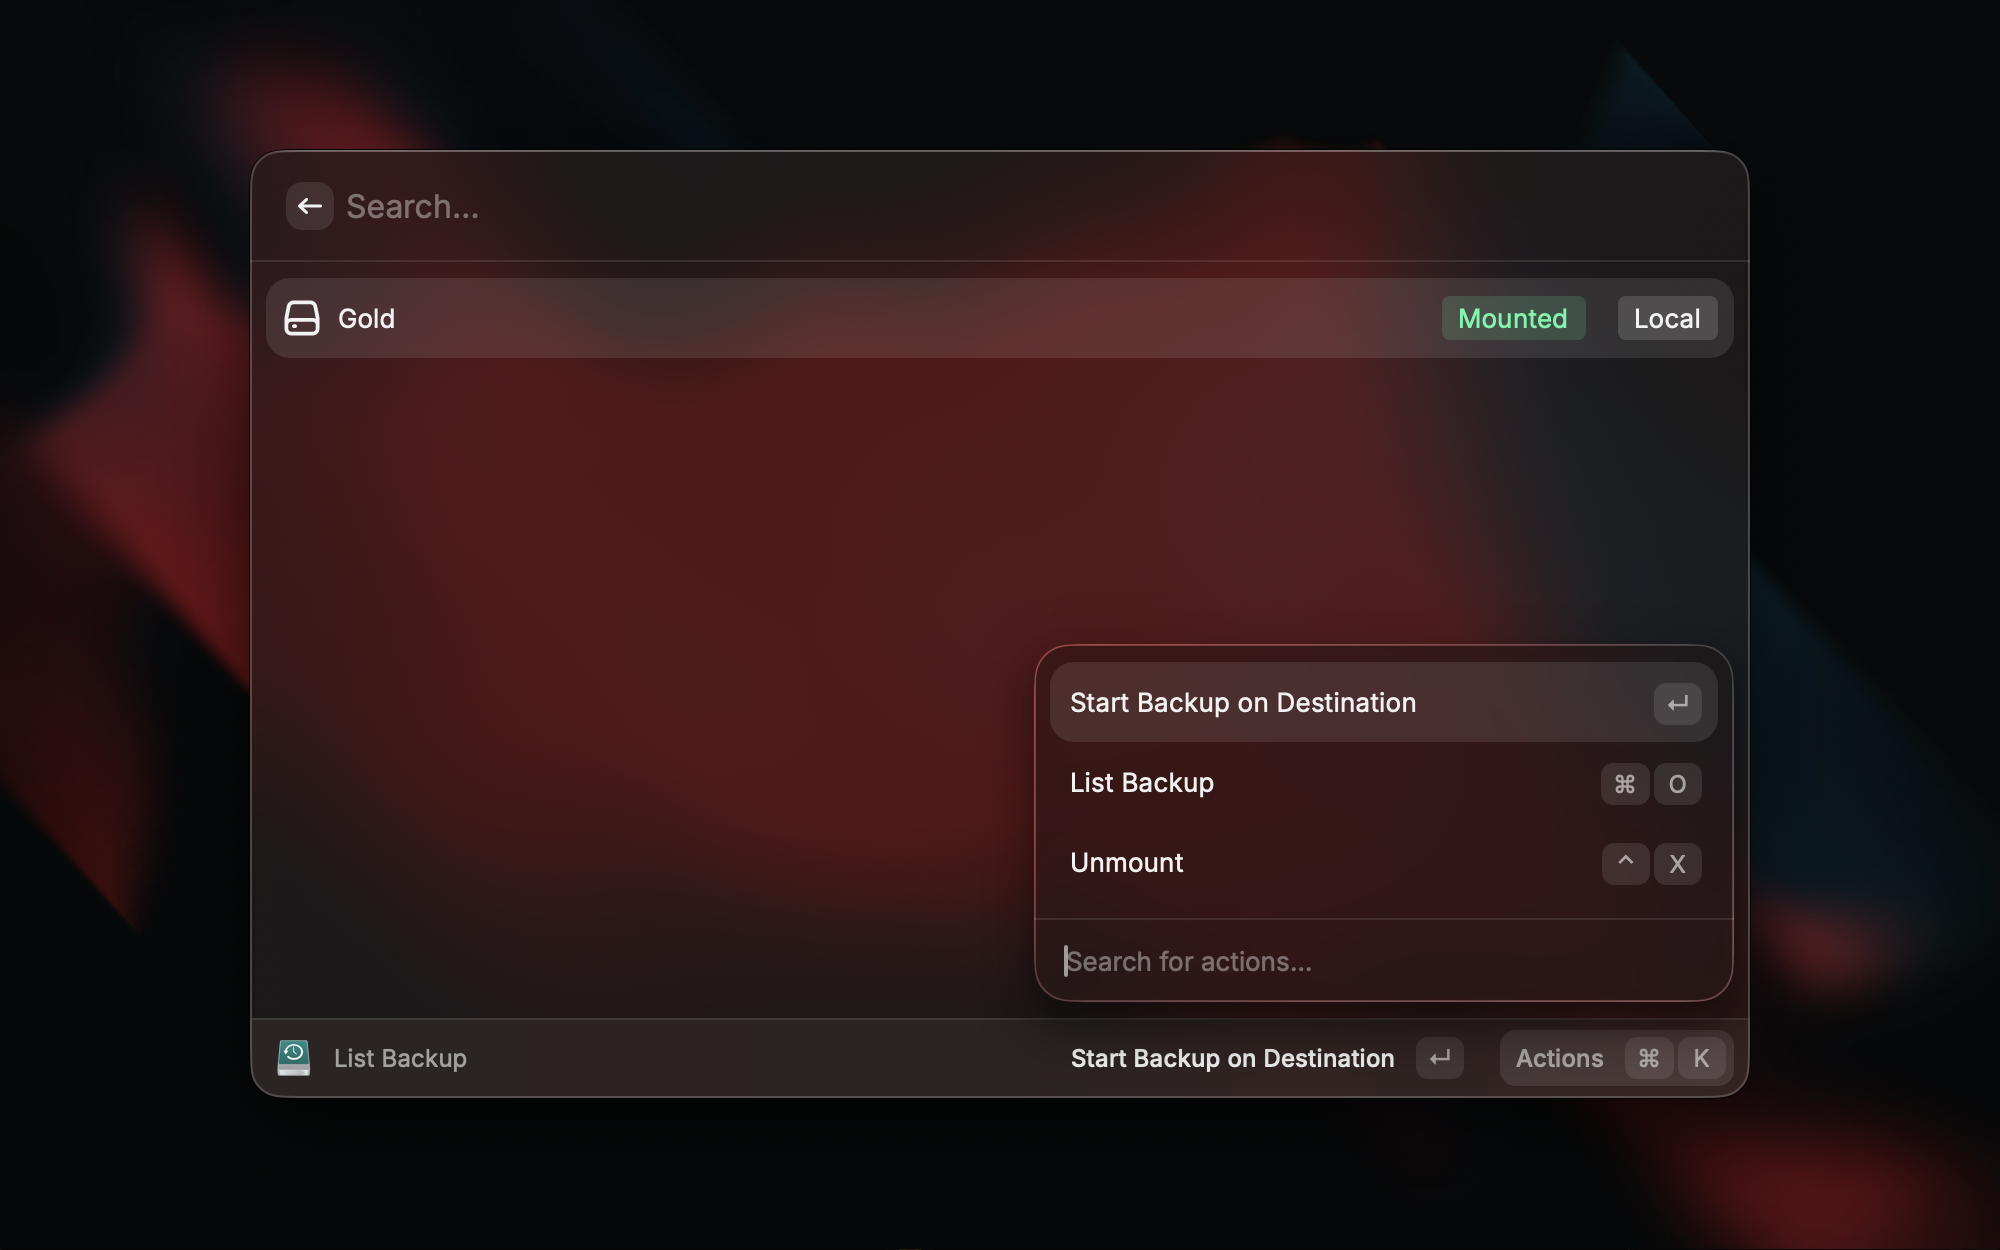 Search...
Gold Mounted Local
Start Backup on Destination ↵
List Backup ⌘ O
Unmount ^ X
Search for actions...
List Backup Start Backup on Destination ↵ Actions ⌘ K